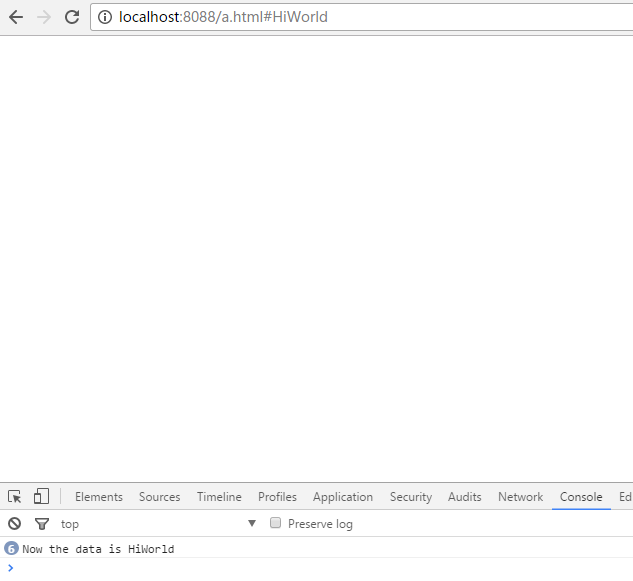 localhost:8088/a.html#HiWorld
Elements Sources Timeline Profiles Application Security Audits Network Console Ed
top Preserve log
6 Now the data is HiWorld